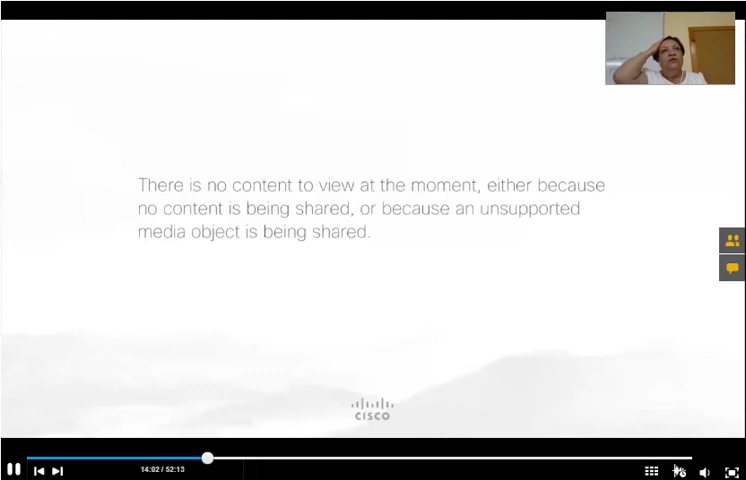 There is no content to view at the moment, either because
no content is being shared, or because an unsupported
media object is being shared.
CISCO
14:02 / 52:13